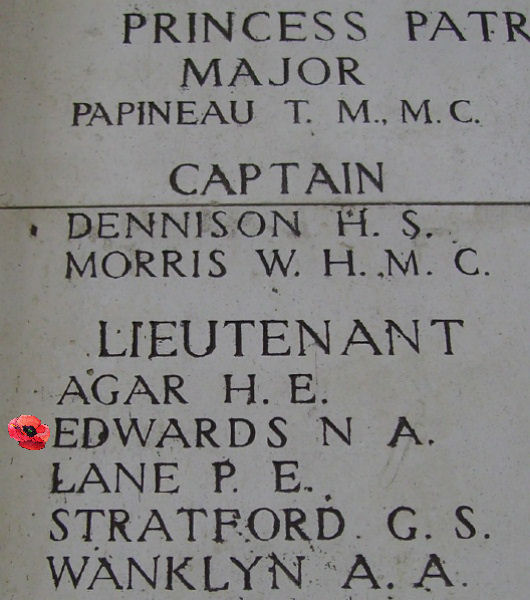 PRINCESS PATR
MAJOR
PAPINEAU T. M., M. C.
CAPTAIN
DENNISON H. S.
MORRIS W. H., M. C.
LIEUTENANT
AGAR H. E.
EDWARDS N A.
LANE P. E.
STRATFORD G. S.
WANKLYN A. A.